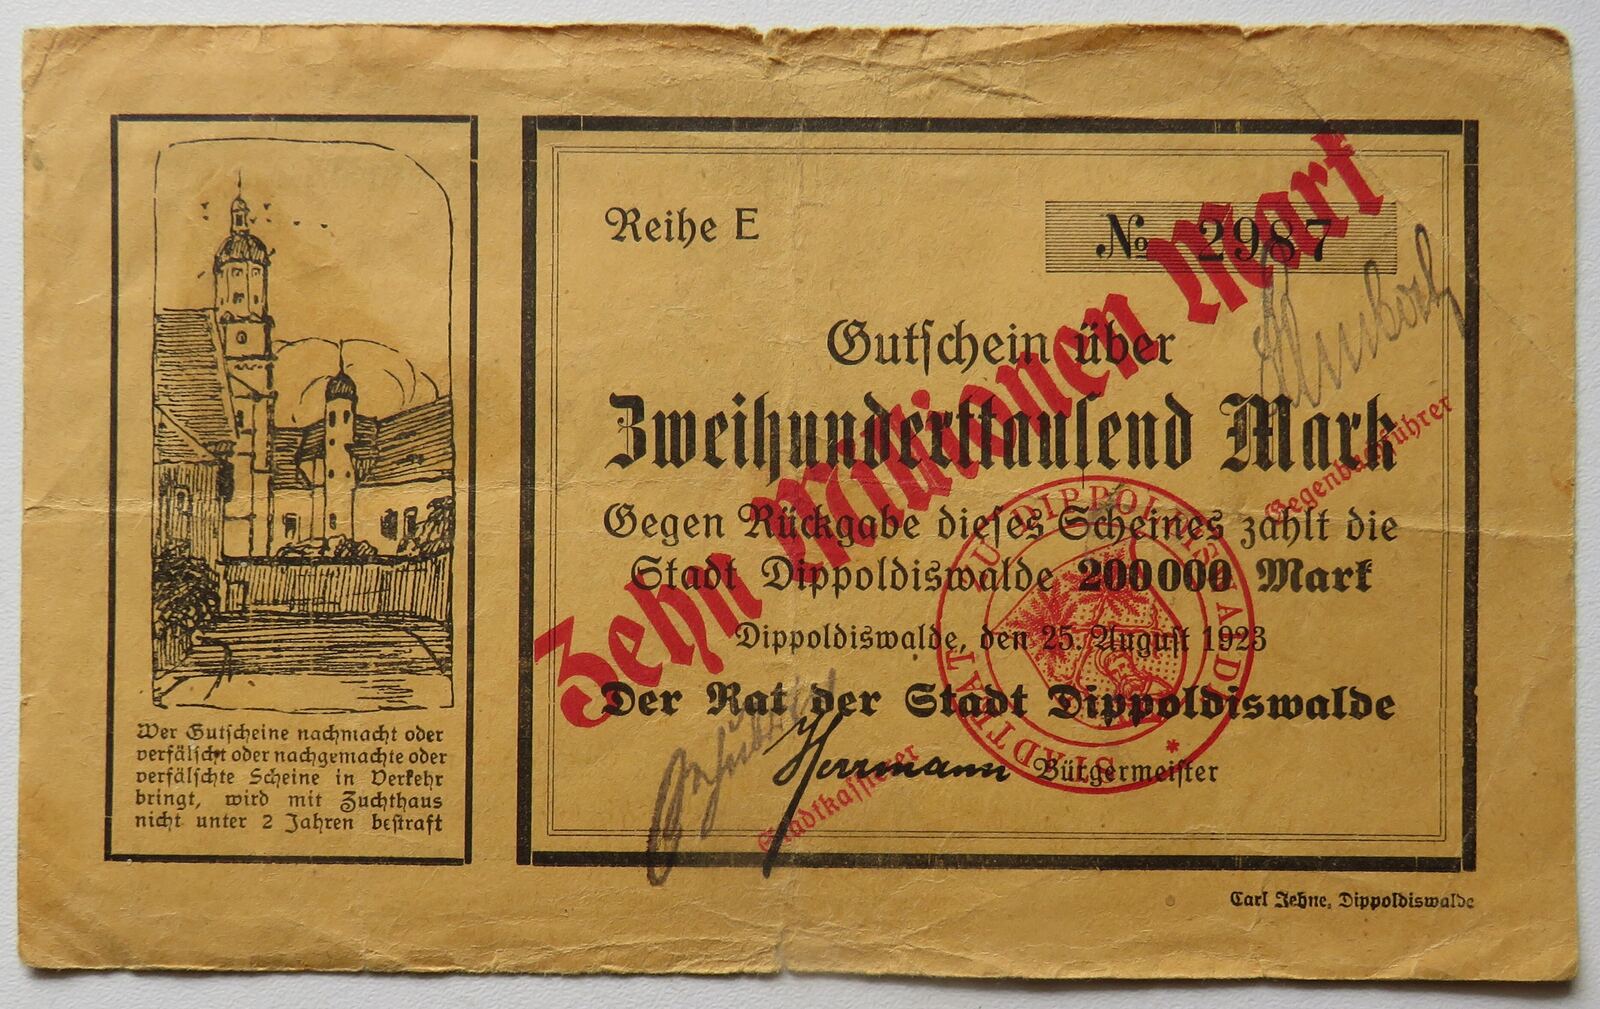 Reihe E
№ 2987
Gutschein über
Zweihunderttausend Mark
Gegen Rückgabe dieses Scheines zahlt die
Stadt Dippoldiswalde 200000 Mark
Dippoldiswalde, den 25. August 1923
Der Rat der Stadt Dippoldiswalde
Herrmann Bürgermeister
Zehn Millionen Mark
Gegenbuchführer
Stadtkassierer
STADTRAT ZU DIPPOLDISWALDE *
Wer Gutscheine nachmacht oder
verfälscht oder nachgemachte oder
verfälschte Scheine in Verkehr
bringt, wird mit Zuchthaus
nicht unter 2 Jahren bestraft
Carl Jehne, Dippoldiswalde